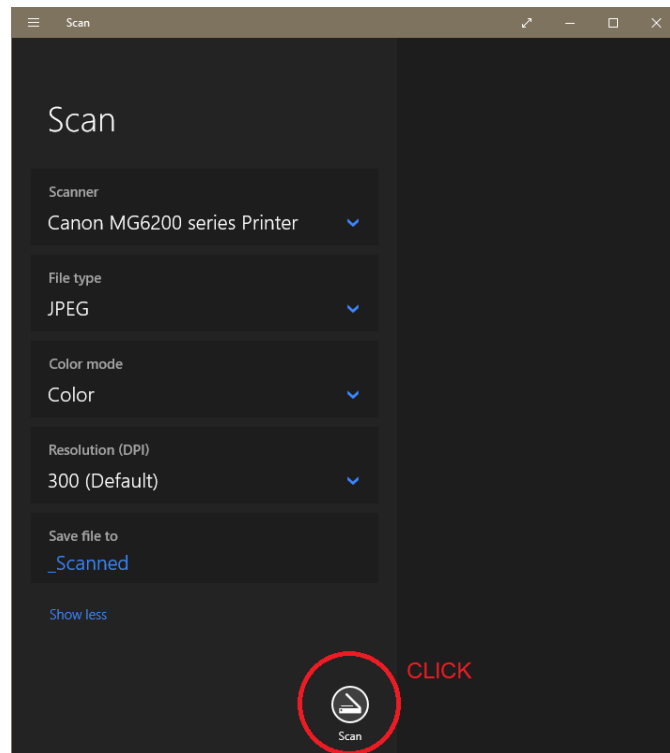 Scan
Scan
Scanner
Canon MG6200 series Printer
File type
JPEG
Color mode
Color
Resolution (DPI)
300 (Default)
Save file to
_Scanned
Show less
CLICK
Scan